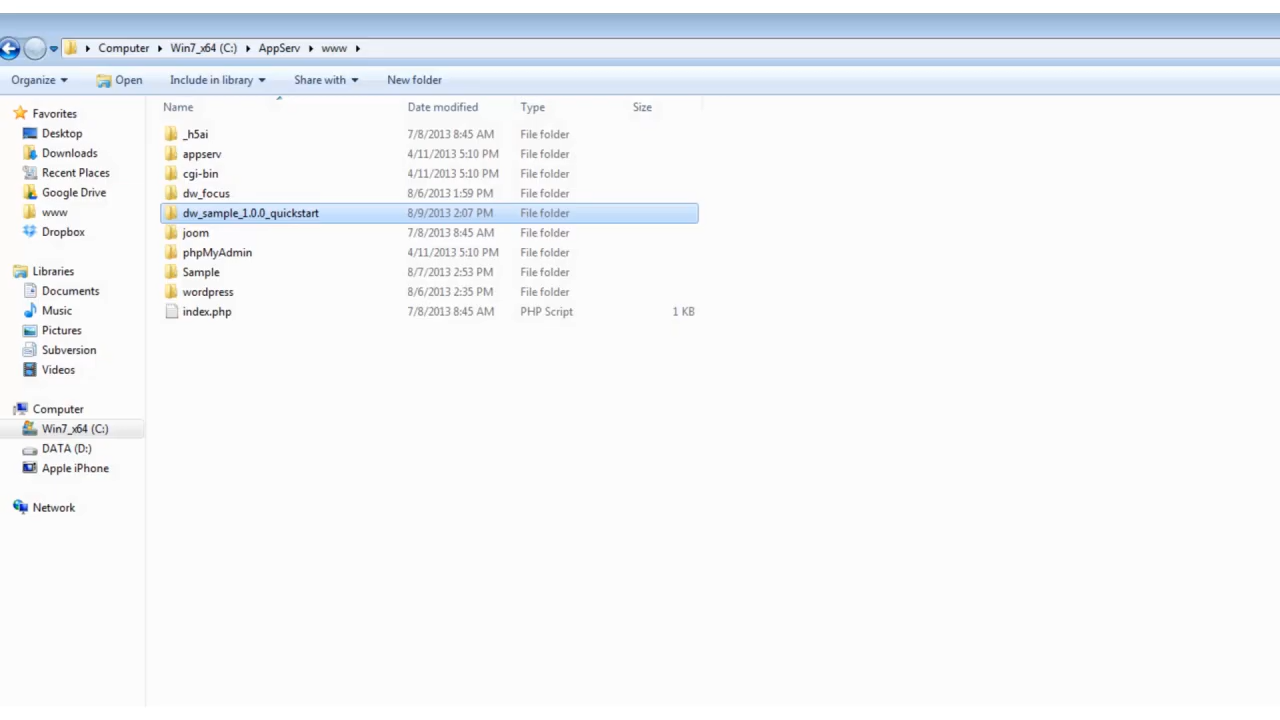 Computer Win7_x64 (C:) AppServ www
Organize Open Include in library Share with New folder
Name Date modified Type Size
Favorites
Desktop
Downloads
Recent Places
Google Drive
www
Dropbox
Libraries
Documents
Music
Pictures
Subversion
Videos
Computer
Win7_x64 (C:)
DATA (D:)
Apple iPhone
Network
_h5ai 7/8/2013 8:45 AM File folder
appserv 4/11/2013 5:10 PM File folder
cgi-bin 4/11/2013 5:10 PM File folder
dw_focus 8/6/2013 1:59 PM File folder
dw_sample_1.0.0_quickstart 8/9/2013 2:07 PM File folder
joom 7/8/2013 8:45 AM File folder
phpMyAdmin 4/11/2013 5:10 PM File folder
Sample 8/7/2013 2:53 PM File folder
wordpress 8/6/2013 2:35 PM File folder
index.php 7/8/2013 8:45 AM PHP Script 1 KB